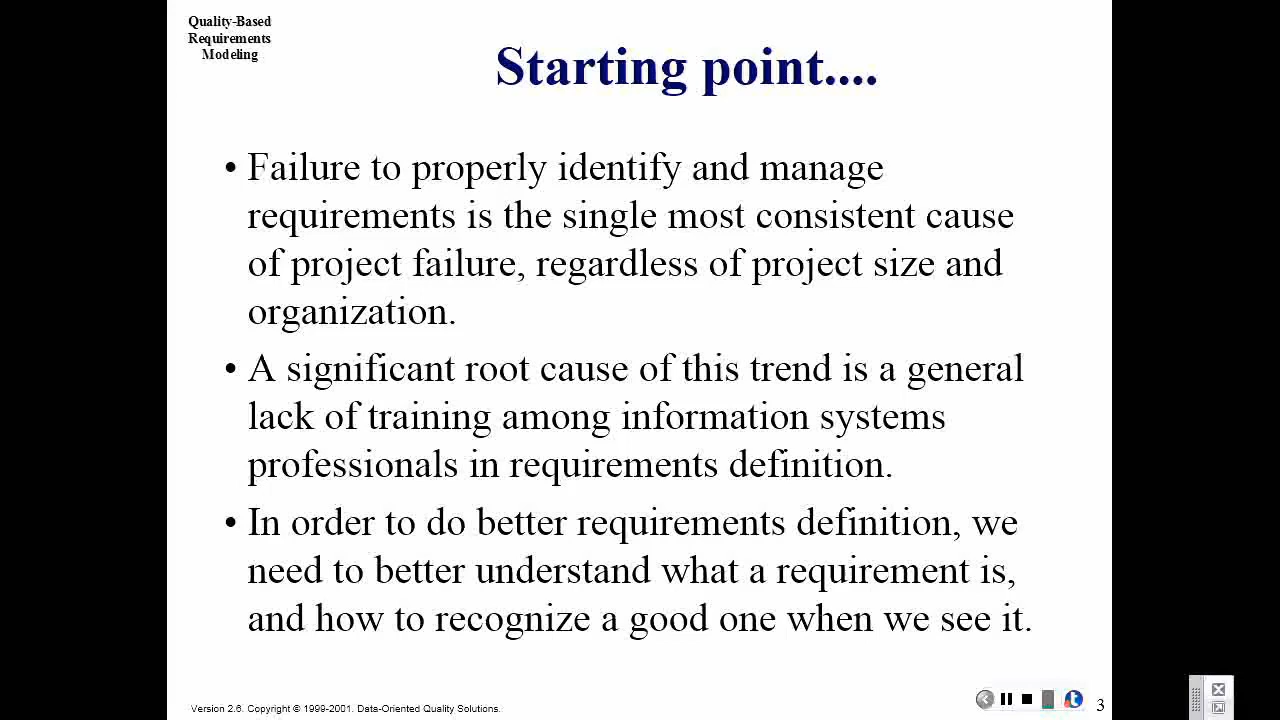 Quality-Based
Requirements
Modeling
Starting point....
• Failure to properly identify and manage
requirements is the single most consistent cause
of project failure, regardless of project size and
organization.
• A significant root cause of this trend is a general
lack of training among information systems
professionals in requirements definition.
• In order to do better requirements definition, we
need to better understand what a requirement is,
and how to recognize a good one when we see it.
Version 2.6. Copyright © 1999-2001. Data-Oriented Quality Solutions.
3